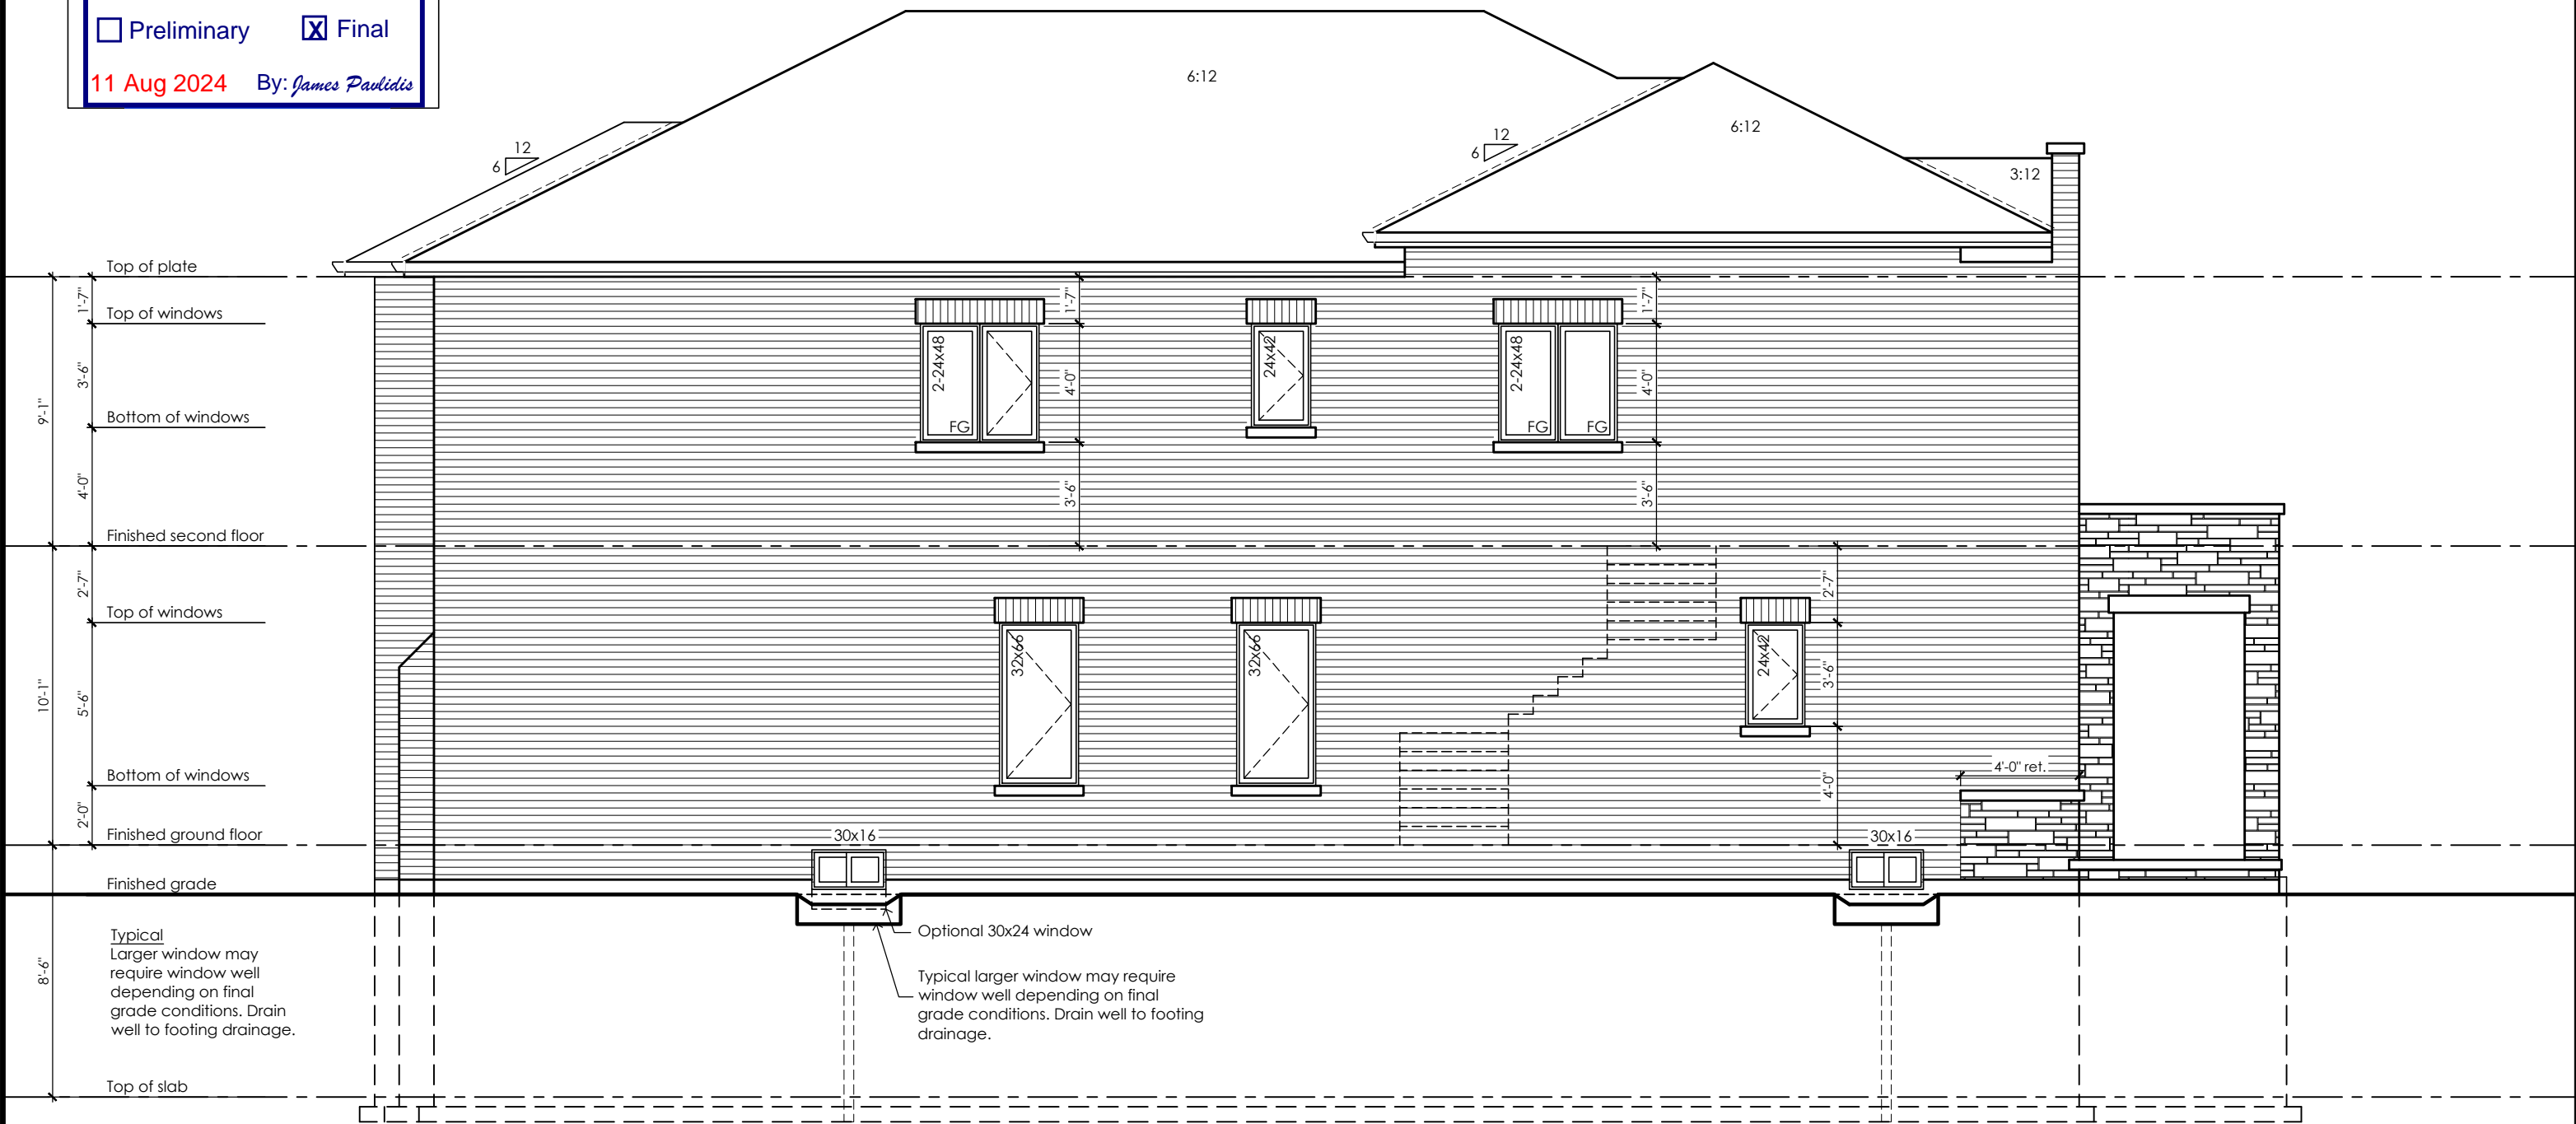 Preliminary
X Final
11 Aug 2024 By: James Pavlidis
6:12
12
6
12
6
6:12
3:12
Top of plate
1'-7"
Top of windows
3'-6"
Bottom of windows
4'-0"
9'-1"
Finished second floor
2'-7"
Top of windows
5'-6"
10'-1"
Bottom of windows
2'-0"
Finished ground floor
Finished grade
8'-6"
Top of slab
2-24x48
FG
1'-7"
4'-0"
3'-6"
24x42
2-24x48
FG
FG
1'-7"
4'-0"
3'-6"
32x66
32x66
24x42
2'-7"
3'-6"
4'-0"
4'-0" ret.
30x16
30x16
Typical
Larger window may
require window well
depending on final
grade conditions. Drain
well to footing drainage.
Optional 30x24 window
Typical larger window may require
window well depending on final
grade conditions. Drain well to footing
drainage.